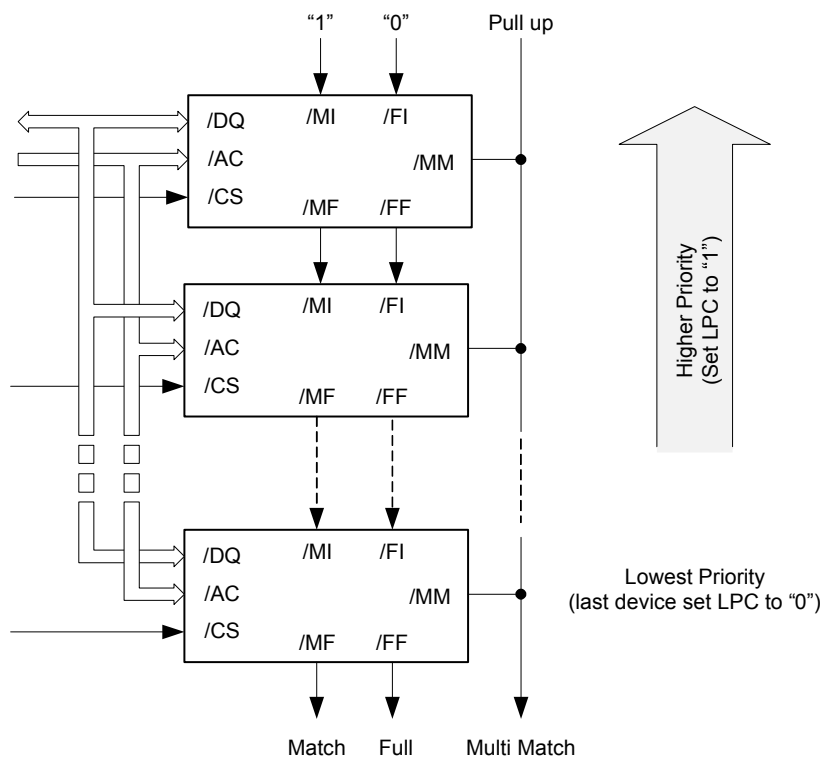 “1” “0” Pull up
/DQ /MI /FI
/AC /MM
/CS /MF /FF
/DQ /MI /FI
/AC /MM
/CS /MF /FF
Higher Priority
(Set LPC to “1”)
/DQ /MI /FI
/AC /MM
/CS /MF /FF
Lowest Priority
(last device set LPC to “0”)
Match Full Multi Match